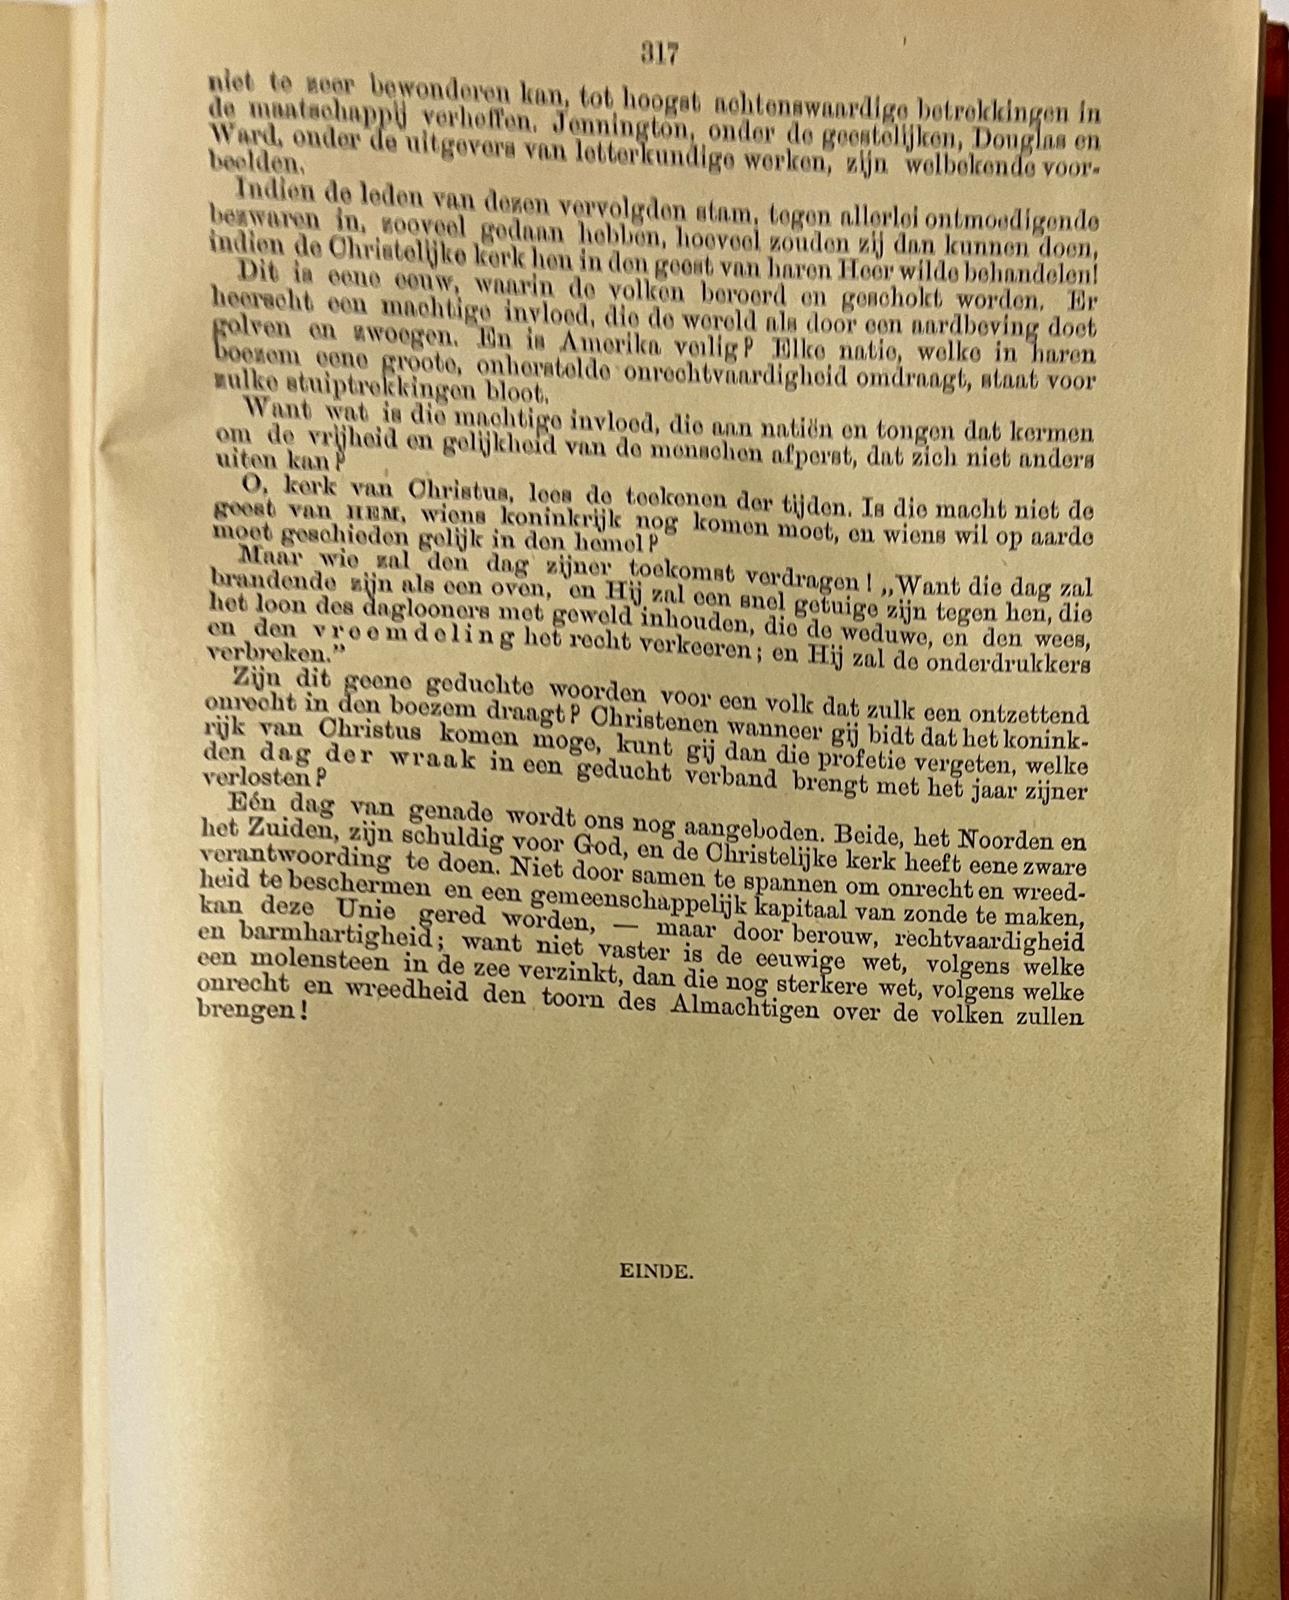 317
niet te zeer bewonderen kan, tot hoogst achtenswaardige betrekkingen in
de maatschappij verheffen. Jennington, onder de geestelijken, Douglas en
Ward, onder de uitgevers van letterkundige werken, zijn welbekende voor-
beelden.
Indien de leden van dezen vervolgden stam, tegen allerlei ontmoedigende
bezwaren in, zooveel gedaan hebben, hoeveel zouden zij dan kunnen doen,
indien de Christelijke kerk hen in den geest van haren Heer wilde behandelen!
Dit is eene eeuw, waarin de volken beroerd en geschokt worden. Er
heerscht een machtige invloed, die de wereld als door een aardbeving doet
golven en zwoegen. En is Amerika veilig? Elke natie, welke in haren
boezem eene groote, onherstelde onrechtvaardigheid omdraagt, staat voor
zulke stuiptrekkingen bloot.
Want wat is die machtige invloed, die aan natiën en tongen dat kermen
om de vrijheid en gelijkheid van de menschen afperst, dat zich niet anders
uiten kan?
O, kerk van Christus, lees de teekenen der tijden. Is die macht niet de
geest van HEM, wiens koninkrijk nog komen moet, en wiens wil op aarde
moet geschieden gelijk in den hemel?
Maar wie zal den dag zijner toekomst verdragen! „Want die dag zal
brandende zijn als een oven, en Hij zal een snel getuige zijn tegen hen, die
het loon des daglooners met geweld inhouden, die de weduwe, en den wees,
en den vreemdeling het recht verkeeren; en Hij zal de onderdrukkers
verbreken.”
Zijn dit geene geduchte woorden voor een volk dat zulk een ontzettend
onrecht in den boezem draagt? Christenen wanneer gij bidt dat het konink-
rijk van Christus komen moge, kunt gij dan die profetie vergeten, welke
den dag der wraak in een geducht verband brengt met het jaar zijner
verlosten?
Eén dag van genade wordt ons nog aangeboden. Beide, het Noorden en
het Zuiden, zijn schuldig voor God, en de Christelijke kerk heeft eene zware
verantwoording te doen. Niet door samen te spannen om onrecht en wreed-
heid te beschermen en een gemeenschappelijk kapitaal van zonde te maken,
kan deze Unie gered worden, — maar door berouw, rechtvaardigheid
en barmhartigheid; want niet vaster is de eeuwige wet, volgens welke
een molensteen in de zee verzinkt, dan die nog sterkere wet, volgens welke
onrecht en wreedheid den toorn des Almachtigen over de volken zullen
brengen!
EINDE.